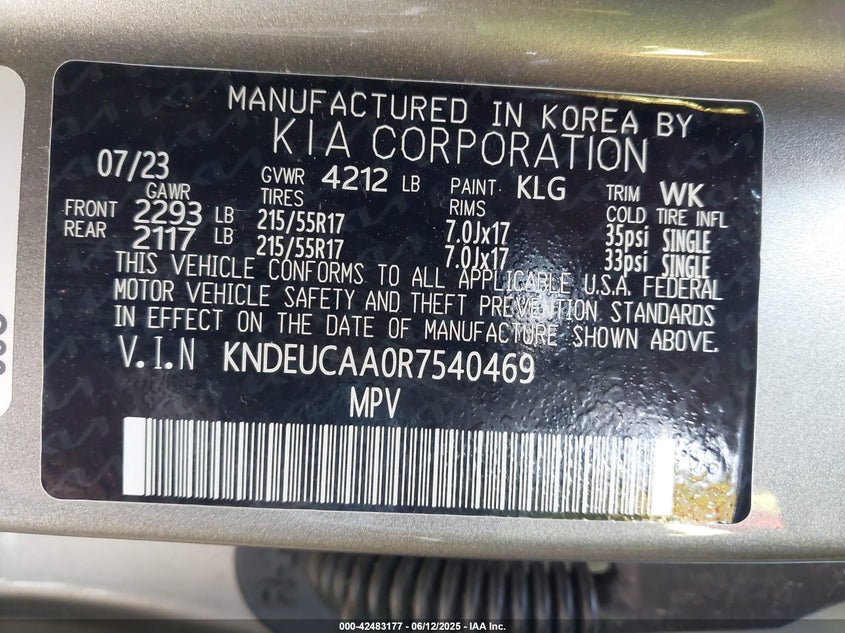 MANUFACTURED IN KOREA BY
KIA CORPORATION
07/23 GVWR 4212 LB PAINT KLG TRIM WK
GAWR TIRES RIMS COLD TIRE INFL
FRONT 2293 LB 215/55R17 7.0Jx17 35psi SINGLE
REAR 2117 LB 215/55R17 7.0Jx17 33psi SINGLE
THIS VEHICLE CONFORMS TO ALL APPLICABLE U.S.A. FEDERAL
MOTOR VEHICLE SAFETY AND THEFT PREVENTION STANDARDS
IN EFFECT ON THE DATE OF MANUFACTURE SHOWN ABOVE.
V.I.N KNDEUCAA0R7540469
MPV
000-42483177 - 06/12/2025 - IAA Inc.